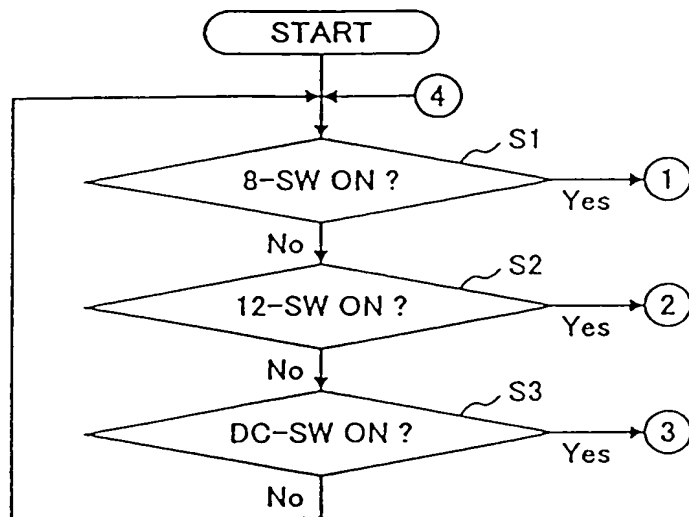 START
4
S1
8-SW ON ?
1
Yes
No
S2
12-SW ON ?
2
Yes
No
S3
DC-SW ON ?
3
Yes
No